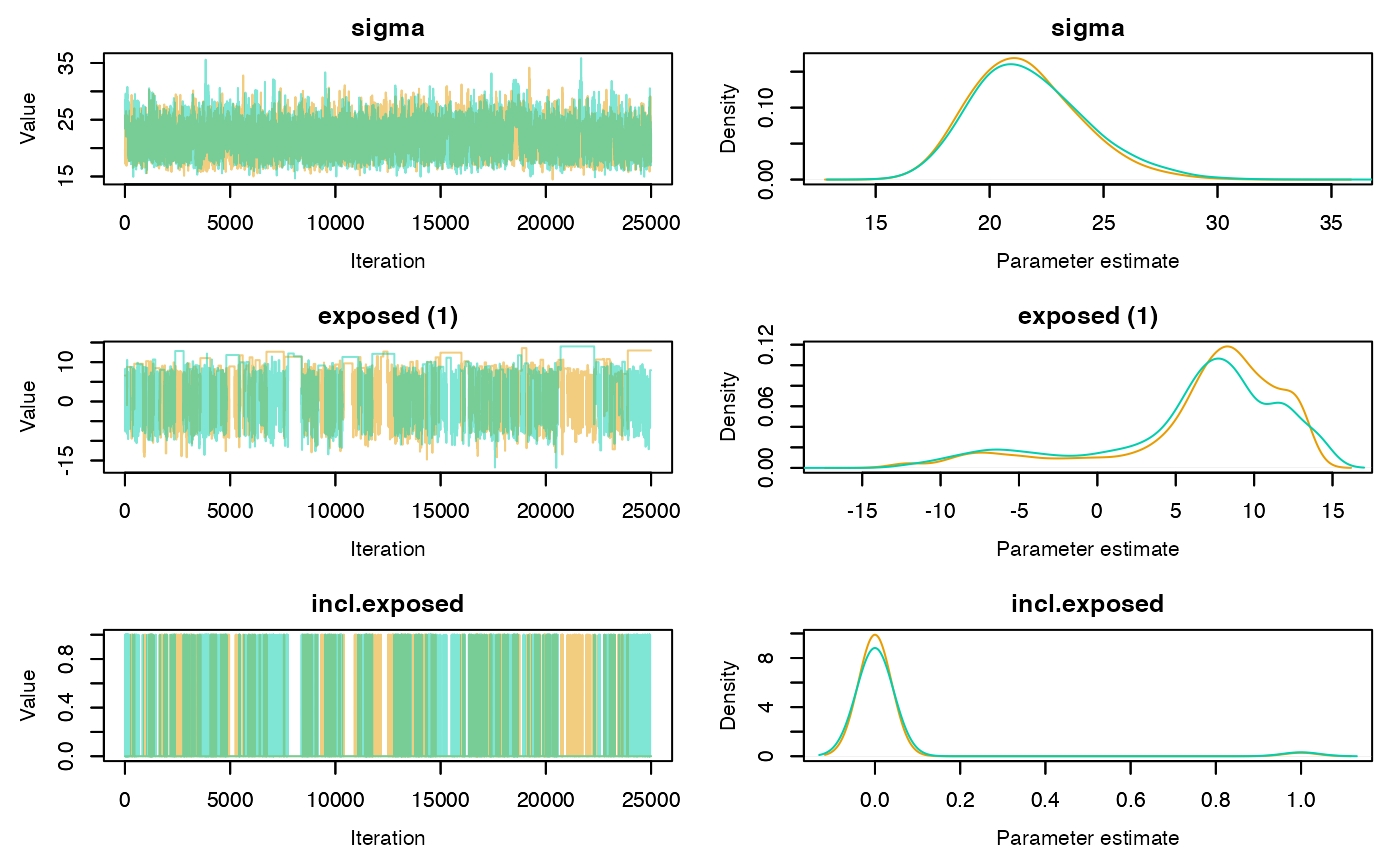 sigma
35
25
15
Value
0 5000 10000 15000 20000 25000
Iteration
sigma
0.10
0.00
Density
15 20 25 30 35
Parameter estimate
exposed (1)
10
0
-15
Value
0 5000 10000 15000 20000 25000
Iteration
exposed (1)
0.12
0.06
0.00
Density
-15 -10 -5 0 5 10 15
Parameter estimate
incl.exposed
0.8
0.4
0.0
Value
0 5000 10000 15000 20000 25000
Iteration
incl.exposed
8
4
0
Density
0.0 0.2 0.4 0.6 0.8 1.0
Parameter estimate